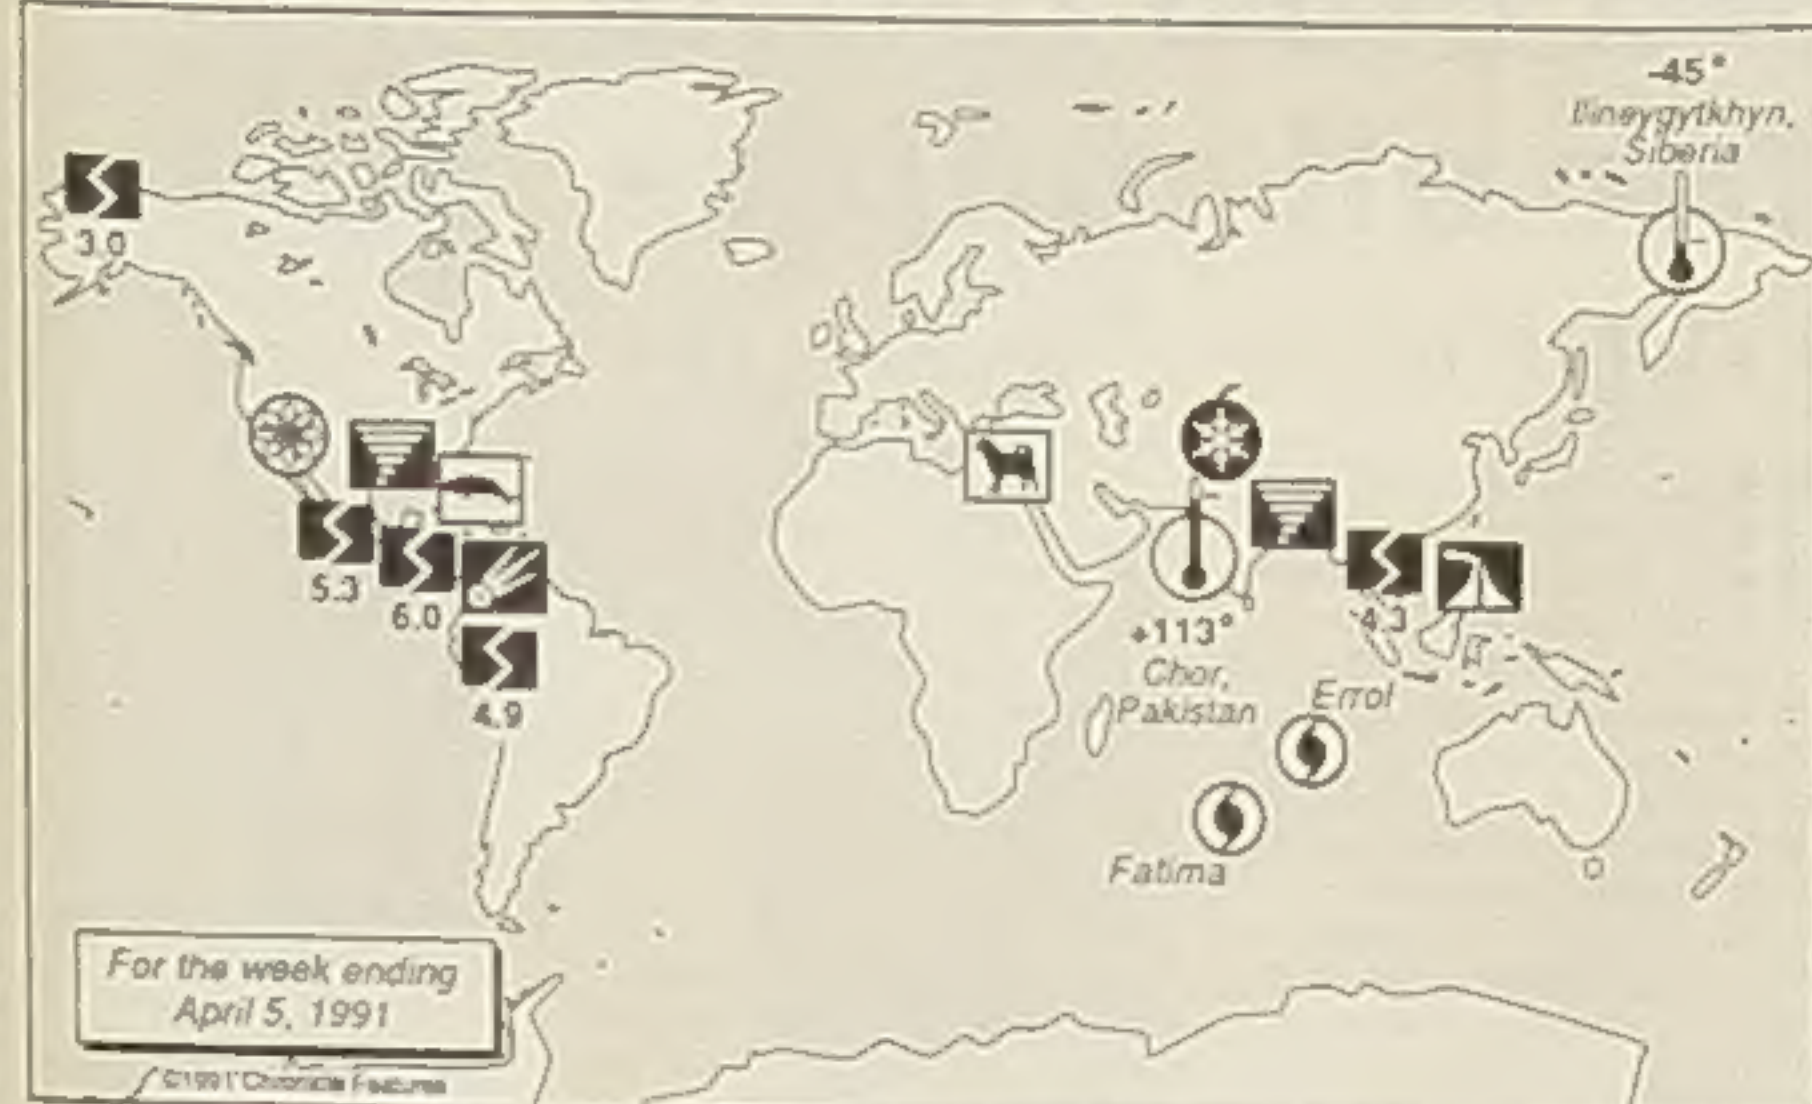 -45°
Ilineygytkhyn,
Siberia
3.0
5.3
6.0
4.9
+113°
Chor,
Pakistan
4.3
Errol
Fatima
For the week ending
April 5, 1991
©1991 Chronicle Features